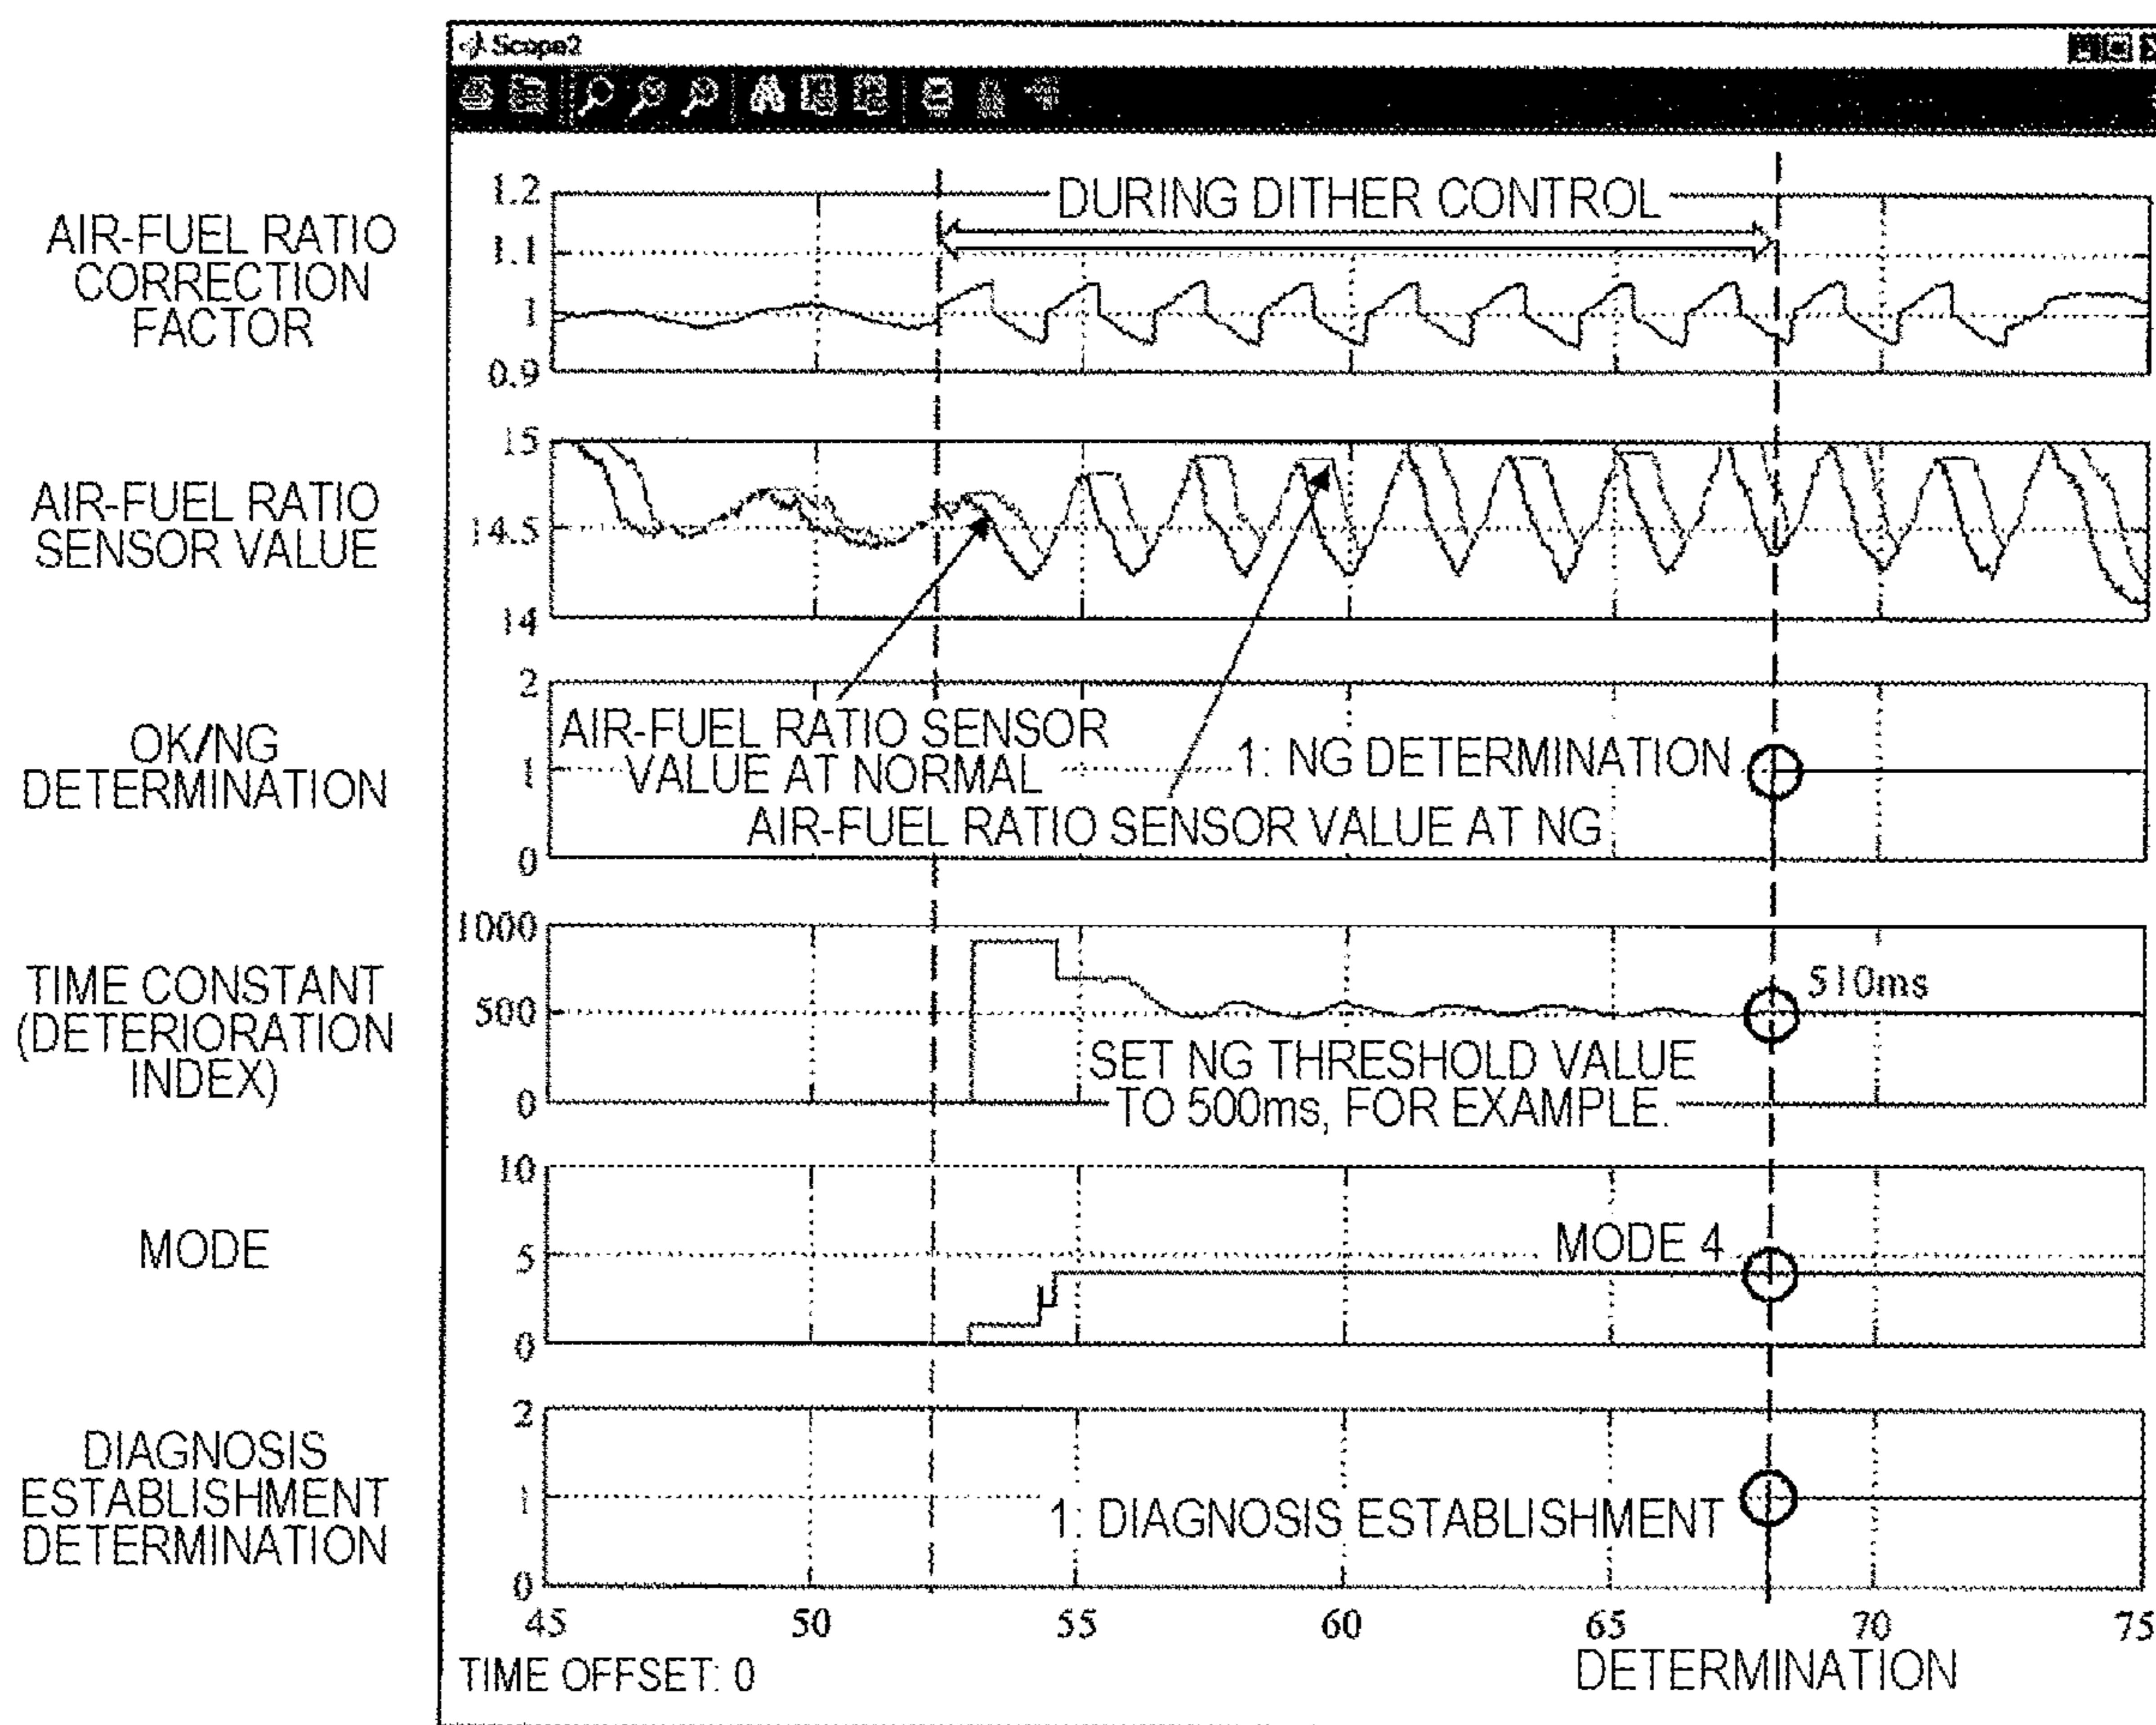 Scope2
AIR-FUEL RATIO
CORRECTION
FACTOR
1.2
1.1
1
0.9
DURING DITHER CONTROL
AIR-FUEL RATIO
SENSOR VALUE
15
14.5
14
OK/NG
DETERMINATION
2
1
0
AIR-FUEL RATIO SENSOR
VALUE AT NORMAL
1: NG DETERMINATION
AIR-FUEL RATIO SENSOR VALUE AT NG
TIME CONSTANT
(DETERIORATION
INDEX)
1000
500
0
510ms
SET NG THRESHOLD VALUE
TO 500ms, FOR EXAMPLE.
MODE
10
5
0
MODE 4
DIAGNOSIS
ESTABLISHMENT
DETERMINATION
2
1
0
1: DIAGNOSIS ESTABLISHMENT
45 50 55 60 65 70 75
TIME OFFSET: 0
DETERMINATION